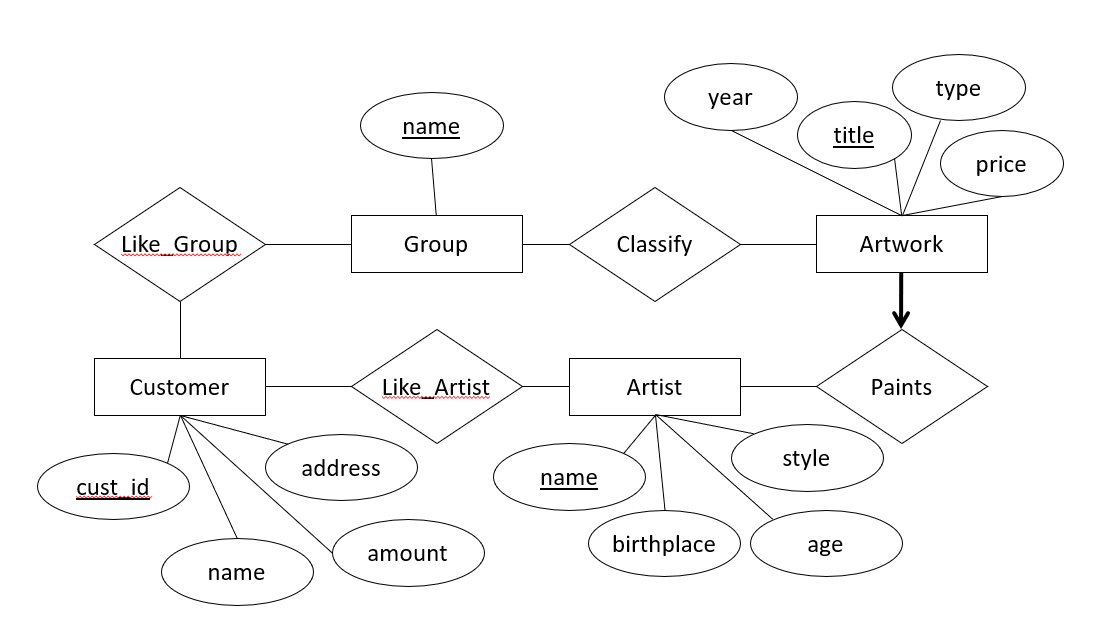 type
year
name
title
price
Like_Group
Group
Classify
Artwork
Customer
Like_Artist
Artist
Paints
address
style
cust_id
name
birthplace
age
amount
name